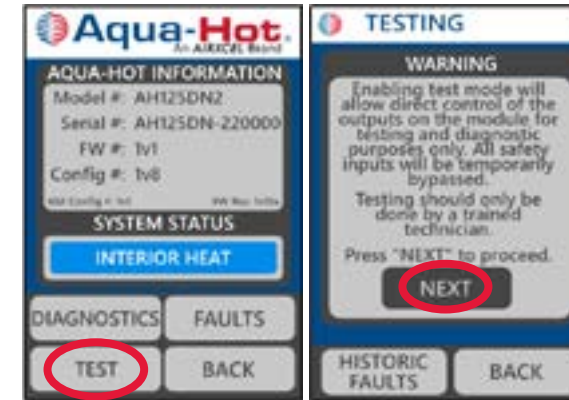 Aqua-Hot.
An AIRXCEL Brand
AQUA-HOT INFORMATION
Model #: AH125DN2
Serial #: AH125DN-220000
FW #: 1v1
Config #: 1v8
SYSTEM STATUS
INTERIOR HEAT
DIAGNOSTICS
FAULTS
TEST
BACK
TESTING
WARNING
Enabling test mode will
allow direct control of the
outputs on the module for
testing and diagnostic
purposes only. All safety
inputs will be temporarily
bypassed.
Testing should only be
done by a trained
technician.
Press "NEXT" to proceed.
NEXT
HISTORIC
FAULTS
BACK